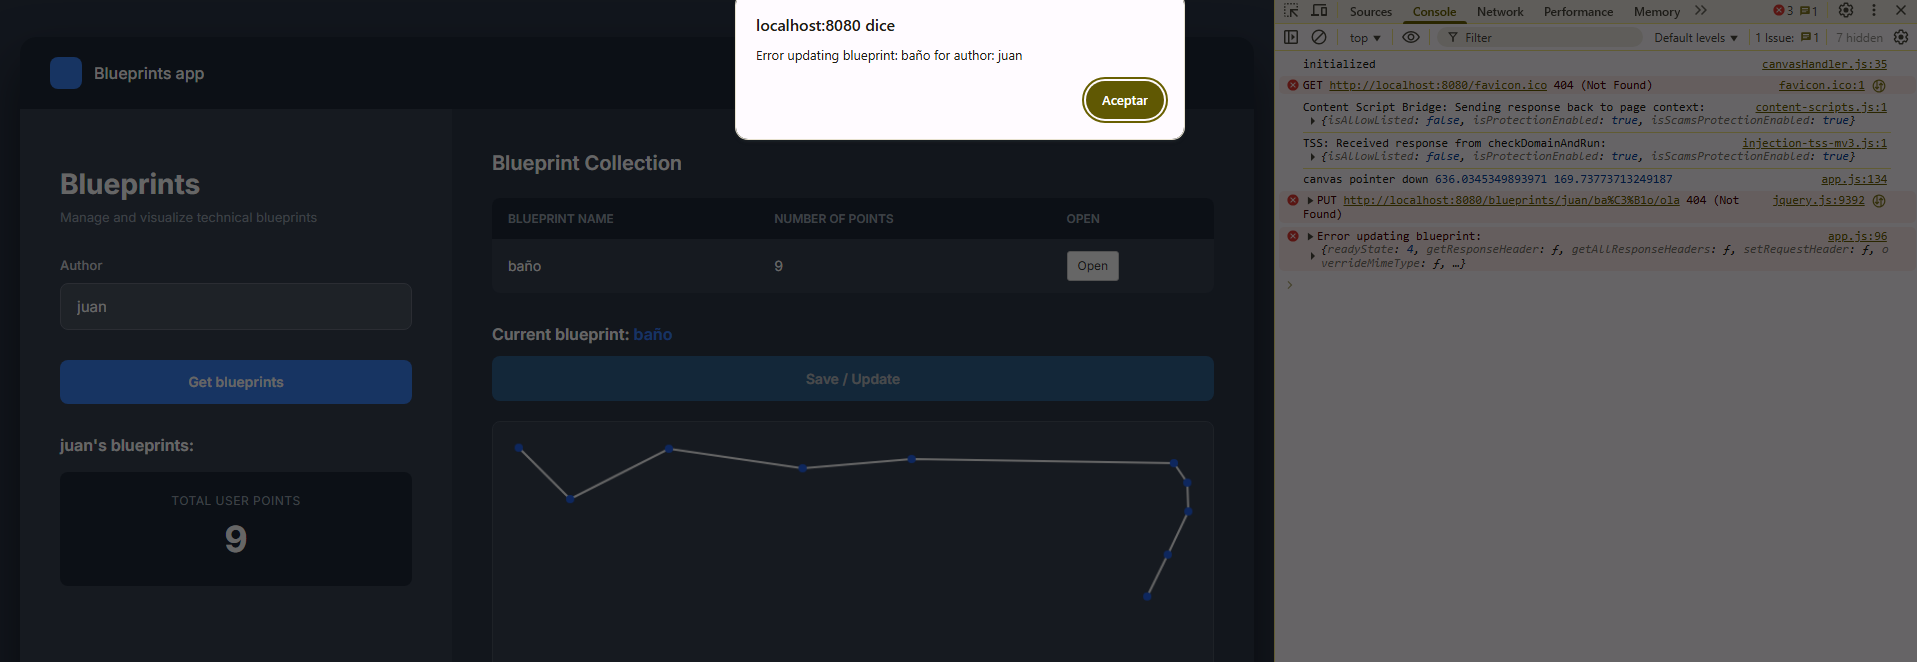 localhost:8080 dice
Error updating blueprint: baño for author: juan
Aceptar
Blueprints app
Blueprints
Manage and visualize technical blueprints
Author
juan
Get blueprints
juan's blueprints:
TOTAL USER POINTS
9
Blueprint Collection
BLUEPRINT NAME NUMBER OF POINTS OPEN
baño 9 Open
Current blueprint: baño
Save / Update
Sources Console Network Performance Memory 3 1
top Filter Default levels 1 Issue: 1 7 hidden
initialized canvasHandler.js:35
GET http://localhost:8080/favicon.ico 404 (Not Found) favicon.ico:1
Content Script Bridge: Sending response back to page context: content-scripts.js:1
{isAllowListed: false, isProtectionEnabled: true, isScamsProtectionEnabled: true}
TSS: Received response from checkDomainAndRun: injection-tss-mv3.js:1
{isAllowListed: false, isProtectionEnabled: true, isScamsProtectionEnabled: true}
canvas pointer down 636.0345349893971 169.73773713249187 app.js:134
PUT http://localhost:8080/blueprints/juan/ba%C3%B1o/ola 404 (Not jquery.js:9392
Found)
Error updating blueprint: app.js:96
{readyState: 4, getResponseHeader: ƒ, getAllResponseHeaders: ƒ, setRequestHeader: ƒ, o
verrideMimeType: ƒ, …}